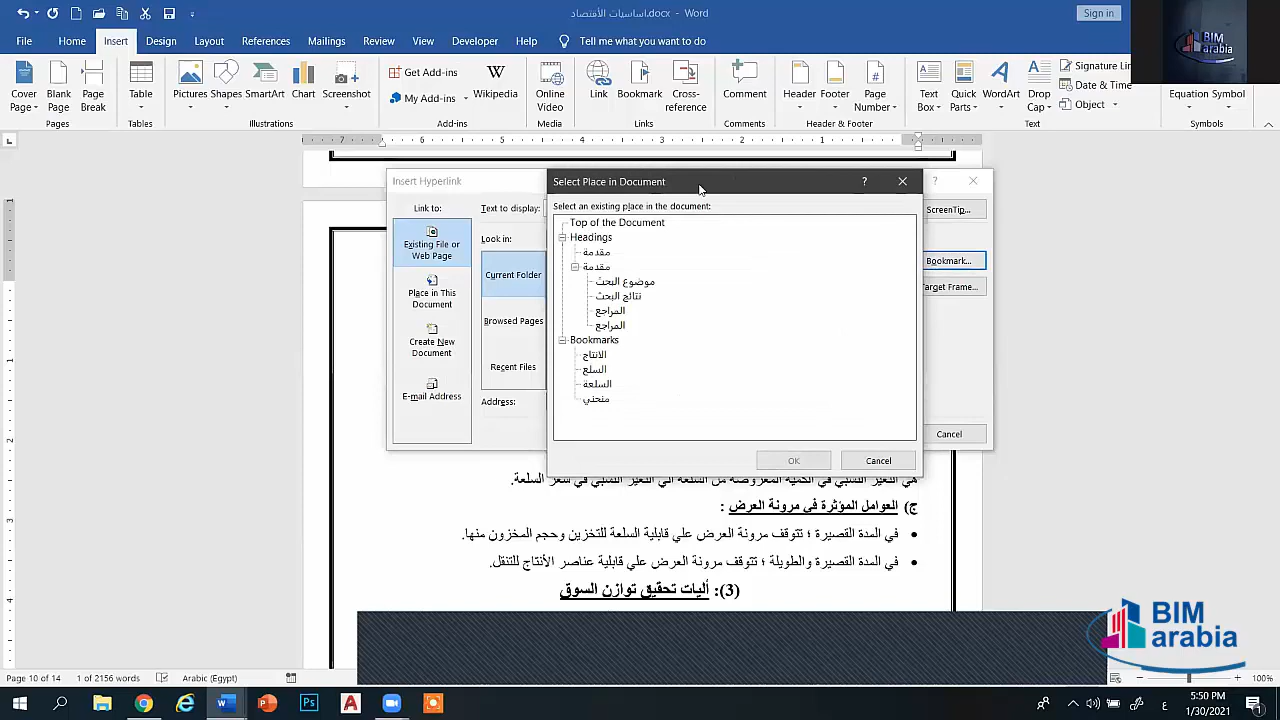 اساسيات الأقتصاد.docx - Word
Sign in
BIM arabia
File Home Insert Design Layout References Mailings Review View Developer Help Tell me what you want to do
Cover Page
Blank Page
Page Break
Pages
Table
Tables
Pictures
Shapes
SmartArt
Chart
Screenshot
Illustrations
Get Add-ins
My Add-ins
Wikipedia
Add-ins
Online Video
Media
Link
Bookmark
Cross-reference
Links
Comment
Comments
Header
Footer
Page Number
Header & Footer
Text Box
Quick Parts
WordArt
Drop Cap
Signature Lin
Date & Time
Object
Text
Equation
Symbol
Symbols
7 6 5 4 3 2 1
Insert Hyperlink
Link to:
Existing File or Web Page
Place in This Document
Create New Document
E-mail Address
Text to display:
Look in:
Current Folder
Browsed Pages
Recent Files
Address:
ScreenTip...
Bookmark...
Target Frame...
Cancel
Select Place in Document
Select an existing place in the document:
Top of the Document
Headings
مقدمة
مقدمة
موضوع البحث
نتائج البحث
المراجع
المراجع
Bookmarks
الانتاج
السلع
السلعة
منحني
OK
Cancel
هي التغير النسبي في الكمية المعروضة من السلعة الي التغير النسبي في سعر السلعة.
ج) العوامل المؤثرة في مرونة العرض :
• في المدة القصيرة ؛ تتوقف مرونة العرض علي قابلية السلعة للتخزين وحجم المخزون منها.
• في المدة القصيرة والطويلة ؛ تتوقف مرونة العرض علي قابلية عناصر الأنتاج للتنقل.
(3): أليات تحقيق توازن السوق
BIM arabia
Page 10 of 14
1 of 2156 words
Arabic (Egypt)
100%
5:50 PM
1/30/2021